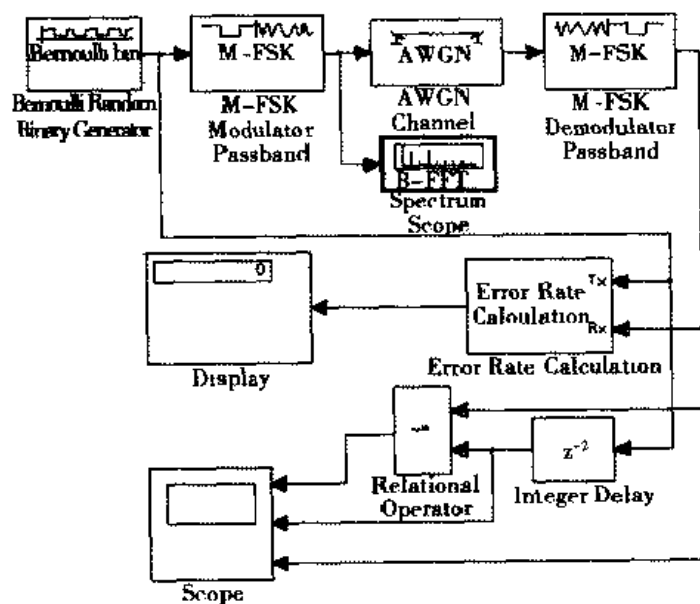 Bernoulli bin
Bernoulli Random
Binary Generator
M-FSK
M-FSK
Modulator
Passband
AWGN
AWGN
Channel
M-FSK
M-FSK
Demodulator
Passband
B-FFT
Spectrum
Scope
0
Display
Error Rate
Calculation
Tx
Rx
Error Rate Calculation
~=
Relational
Operator
z⁻²
Integer Delay
Scope